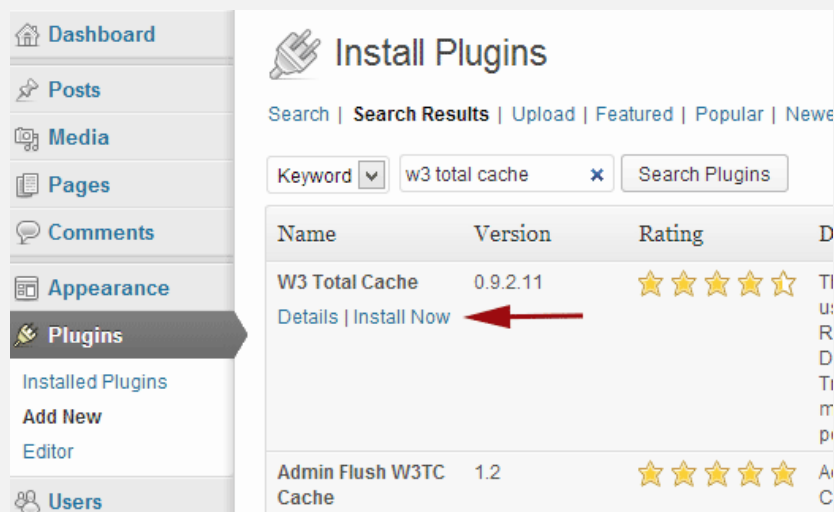 Dashboard
Posts
Media
Pages
Comments
Appearance
Plugins
Installed Plugins
Add New
Editor
Users
Install Plugins
Search | Search Results | Upload | Featured | Popular |
Keyword w3 total cache × Search Plugins
Name Version Rating
W3 Total Cache 0.9.2.11
Details | Install Now
Admin Flush W3TC 1.2
Cache